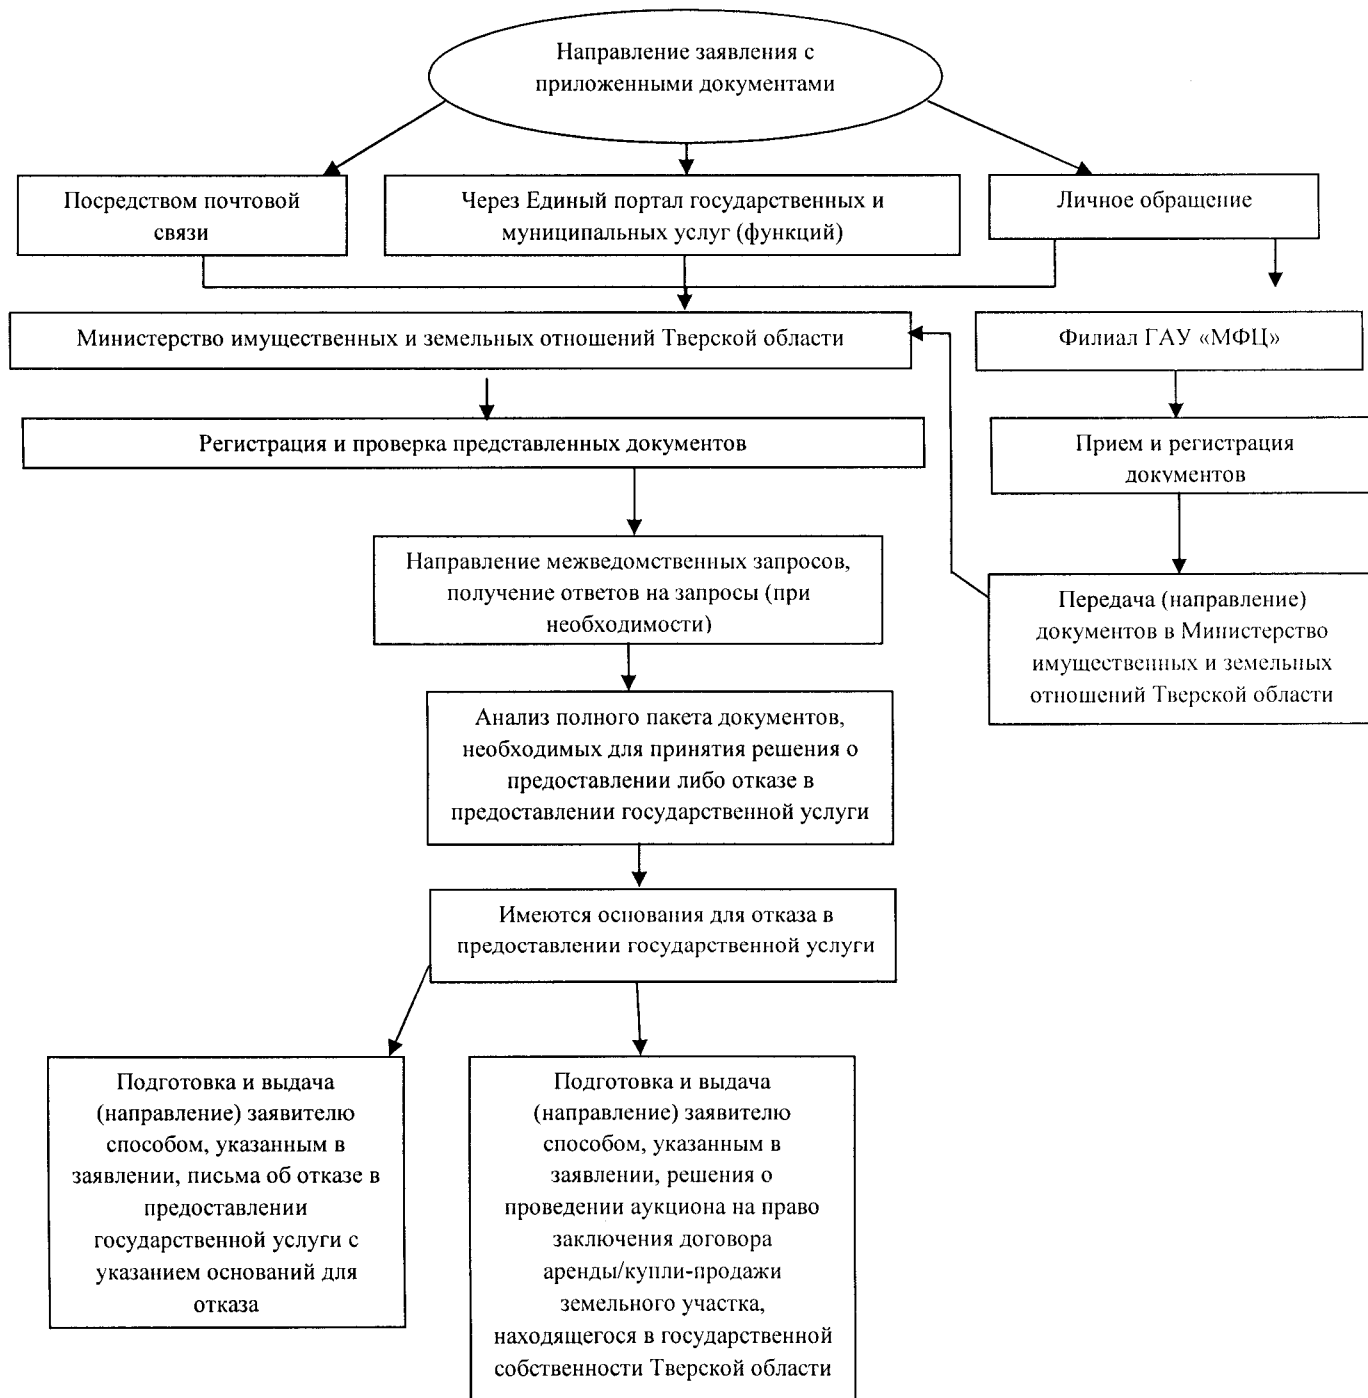 Направление заявления с
приложенными документами
Посредством почтовой
связи
Через Единый портал государственных и
муниципальных услуг (функций)
Личное обращение
Министерство имущественных и земельных отношений Тверской области
Филиал ГАУ «МФЦ»
Регистрация и проверка представленных документов
Прием и регистрация
документов
Направление межведомственных запросов,
получение ответов на запросы (при
необходимости)
Передача (направление)
документов в Министерство
имущественных и земельных
отношений Тверской области
Анализ полного пакета документов,
необходимых для принятия решения о
предоставлении либо отказе в
предоставлении государственной услуги
Имеются основания для отказа в
предоставлении государственной услуги
Подготовка и выдача
(направление) заявителю
способом, указанным в
заявлении, письма об отказе в
предоставлении
государственной услуги с
указанием оснований для
отказа
Подготовка и выдача
(направление) заявителю
способом, указанным в
заявлении, решения о
проведении аукциона на право
заключения договора
аренды/купли-продажи
земельного участка,
находящегося в государственной
собственности Тверской области